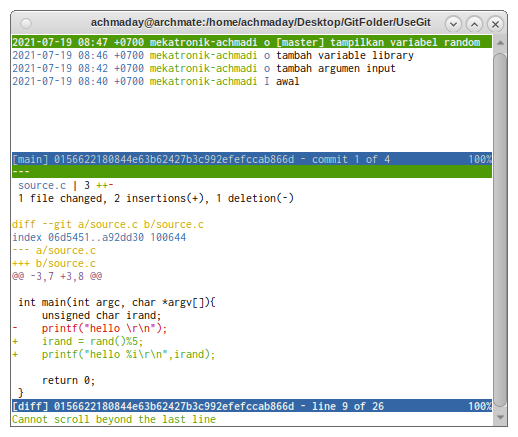 achmaday@archmate:/home/achmaday/Desktop/GitFolder/UseGit
2021-07-19 08:47 +0700 mekatronik-achmadi o [master] tampilkan variabel random
2021-07-19 08:46 +0700 mekatronik-achmadi o tambah variable library
2021-07-19 08:42 +0700 mekatronik-achmadi o tambah argumen input
2021-07-19 08:40 +0700 mekatronik-achmadi I awal
[main] 0156622180844e63b62427b3c992efefccab866d - commit 1 of 4 100%
---
source.c | 3 ++-
1 file changed, 2 insertions(+), 1 deletion(-)
diff --git a/source.c b/source.c
index 06d5451..a92dd30 100644
--- a/source.c
+++ b/source.c
@@ -3,7 +3,8 @@
int main(int argc, char *argv[]){
unsigned char irand;
- printf("hello \r\n");
+ irand = rand()%5;
+ printf("hello %i\r\n",irand);
return 0;
}
[diff] 0156622180844e63b62427b3c992efefccab866d - line 9 of 26 100%
Cannot scroll beyond the last line